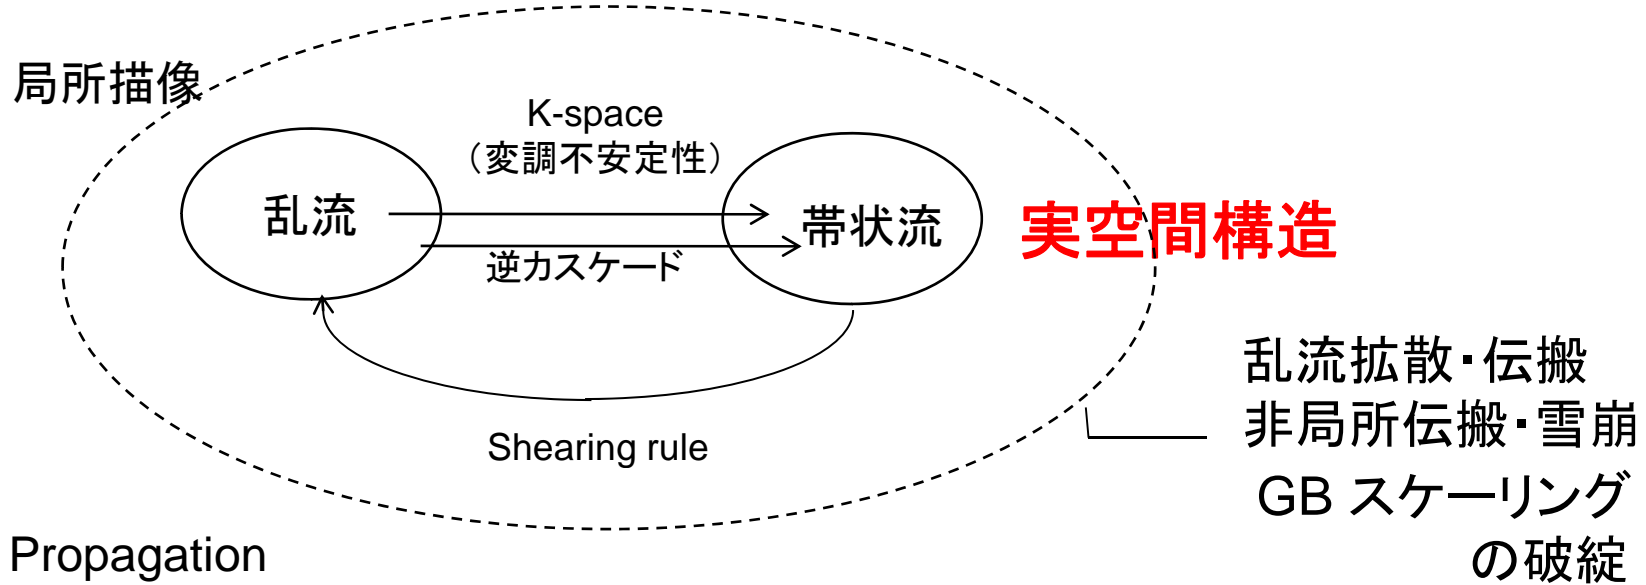 局所描像
K-space
（変調不安定性）
乱流
帯状流
実空間構造
逆カスケード
乱流拡散・伝搬
非局所伝搬・雪崩
Shearing rule
GB スケーリング
の破綻
Propagation